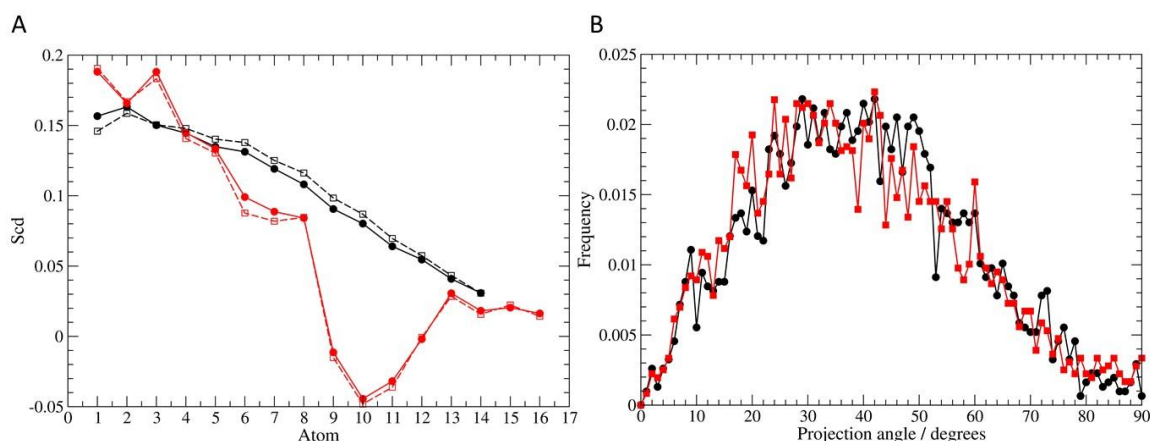 A
B
0.2
0.15
0.1
0.05
0
-0.05
Scd
0 1 2 3 4 5 6 7 8 9 10 11 12 13 14 15 16 17
Atom
0.025
0.02
0.015
0.01
0.005
0
Frequency
0 10 20 30 40 50 60 70 80 90
Projection angle / degrees